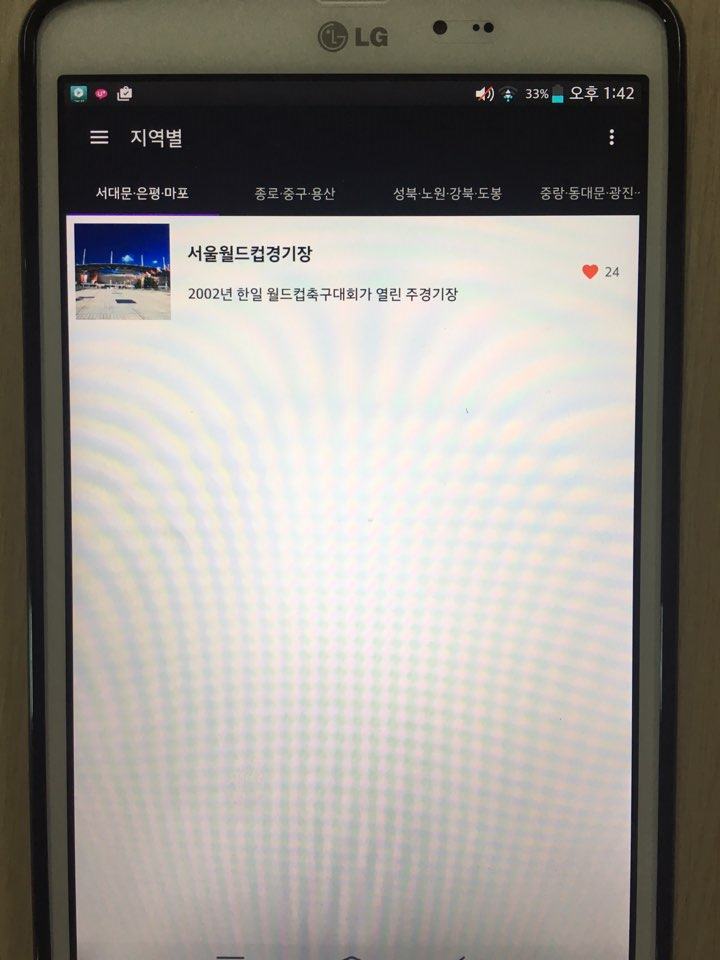 LG
33% 오후 1:42
지역별
서대문·은평·마포 종로·중구·용산 성북·노원·강북·도봉 중랑·동대문·광진··
서울월드컵경기장
24
2002년 한일 월드컵축구대회가 열린 주경기장